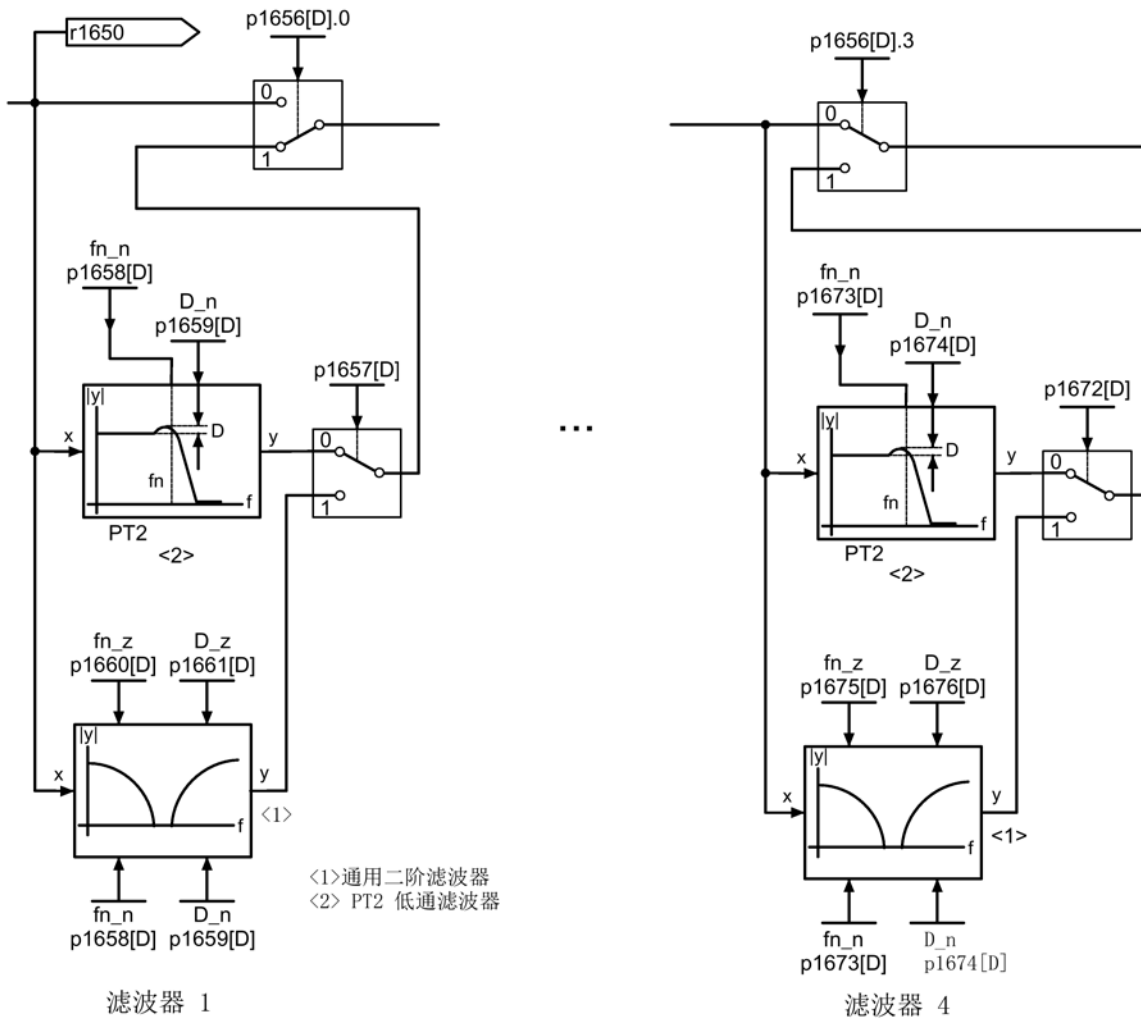 r1650
p1656[D].0
0
1
fn_n
p1658[D]
D_n
p1659[D]
|y|
x
D
fn
f
y
PT2
<2>
p1657[D]
0
1
fn_z
p1660[D]
D_z
p1661[D]
|y|
x
f
y
<1>
fn_n
p1658[D]
D_n
p1659[D]
<1>通用二阶滤波器
<2> PT2 低通滤波器
滤波器 1
...
p1656[D].3
0
1
fn_n
p1673[D]
D_n
p1674[D]
|y|
x
D
fn
f
y
PT2
<2>
p1672[D]
0
1
fn_z
p1675[D]
D_z
p1676[D]
|y|
x
f
y
<1>
fn_n
p1673[D]
D_n
p1674[D]
滤波器 4